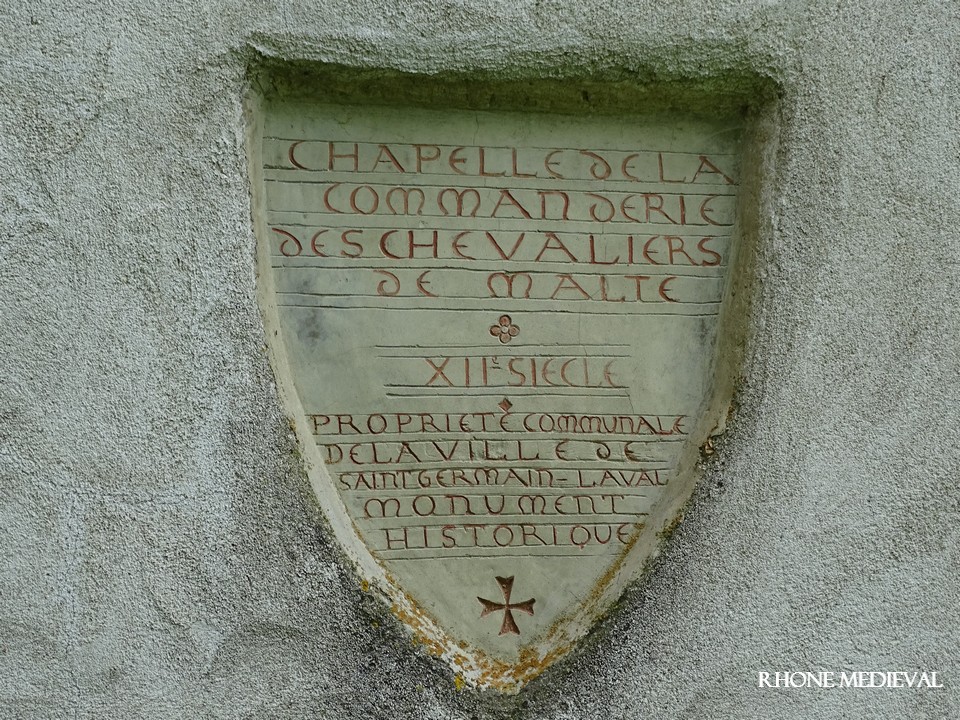 CHAPELLE DE LA
COMMANDERIE
DES CHEVALIERS
DE MALTE
XIIe SIECLE
PROPRIETÉ COMMUNALE
DE LA VILLE DE
SAINT GERMAIN-LAVAL
MONUMENT
HISTORIQUE
RHONE MEDIEVAL